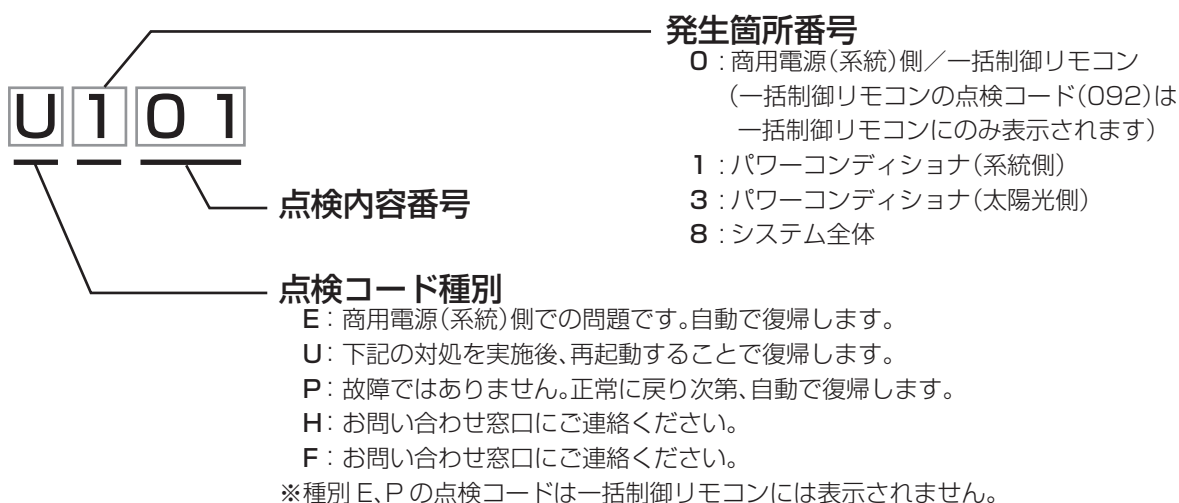 U101
発生箇所番号
0：商用電源（系統）側／一括制御リモコン
（一括制御リモコンの点検コード（092）は
一括制御リモコンにのみ表示されます）
1：パワーコンディショナ（系統側）
3：パワーコンディショナ（太陽光側）
8：システム全体
点検内容番号
点検コード種別
E：商用電源（系統）側での問題です。自動で復帰します。
U：下記の対処を実施後、再起動することで復帰します。
P：故障ではありません。正常に戻り次第、自動で復帰します。
H：お問い合わせ窓口にご連絡ください。
F：お問い合わせ窓口にご連絡ください。
※種別 E、P の点検コードは一括制御リモコンには表示されません。